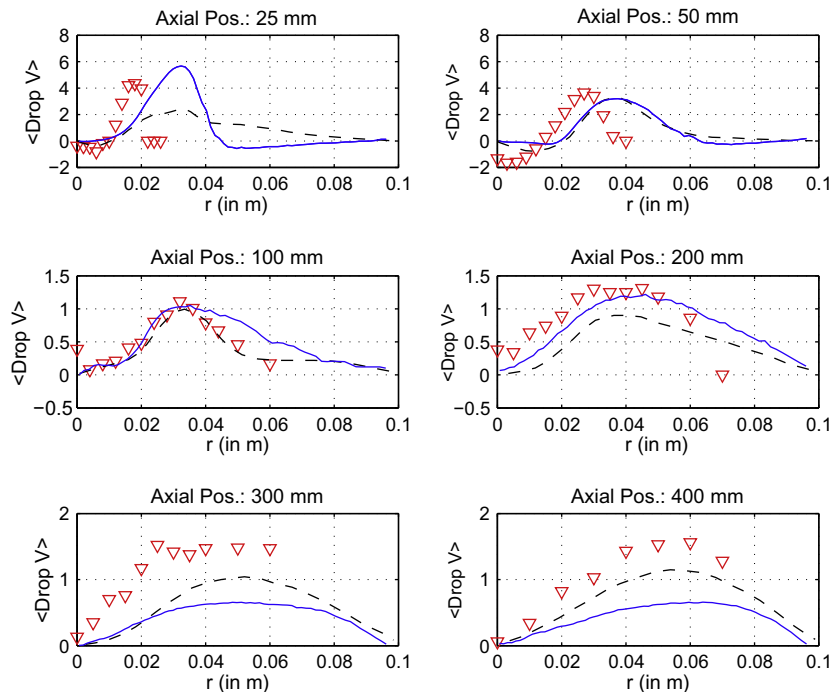 Axial Pos.: 25 mm
8
6
4
2
0
−2
<Drop V>
0 0.02 0.04 0.06 0.08 0.1
r (in m)
Axial Pos.: 50 mm
8
6
4
2
0
−2
<Drop V>
0 0.02 0.04 0.06 0.08 0.1
r (in m)
Axial Pos.: 100 mm
1.5
1
0.5
0
−0.5
<Drop V>
0 0.02 0.04 0.06 0.08 0.1
r (in m)
Axial Pos.: 200 mm
1.5
1
0.5
0
−0.5
<Drop V>
0 0.02 0.04 0.06 0.08 0.1
r (in m)
Axial Pos.: 300 mm
2
1
0
<Drop V>
0 0.02 0.04 0.06 0.08 0.1
r (in m)
Axial Pos.: 400 mm
2
1
0
<Drop V>
0 0.02 0.04 0.06 0.08 0.1
r (in m)